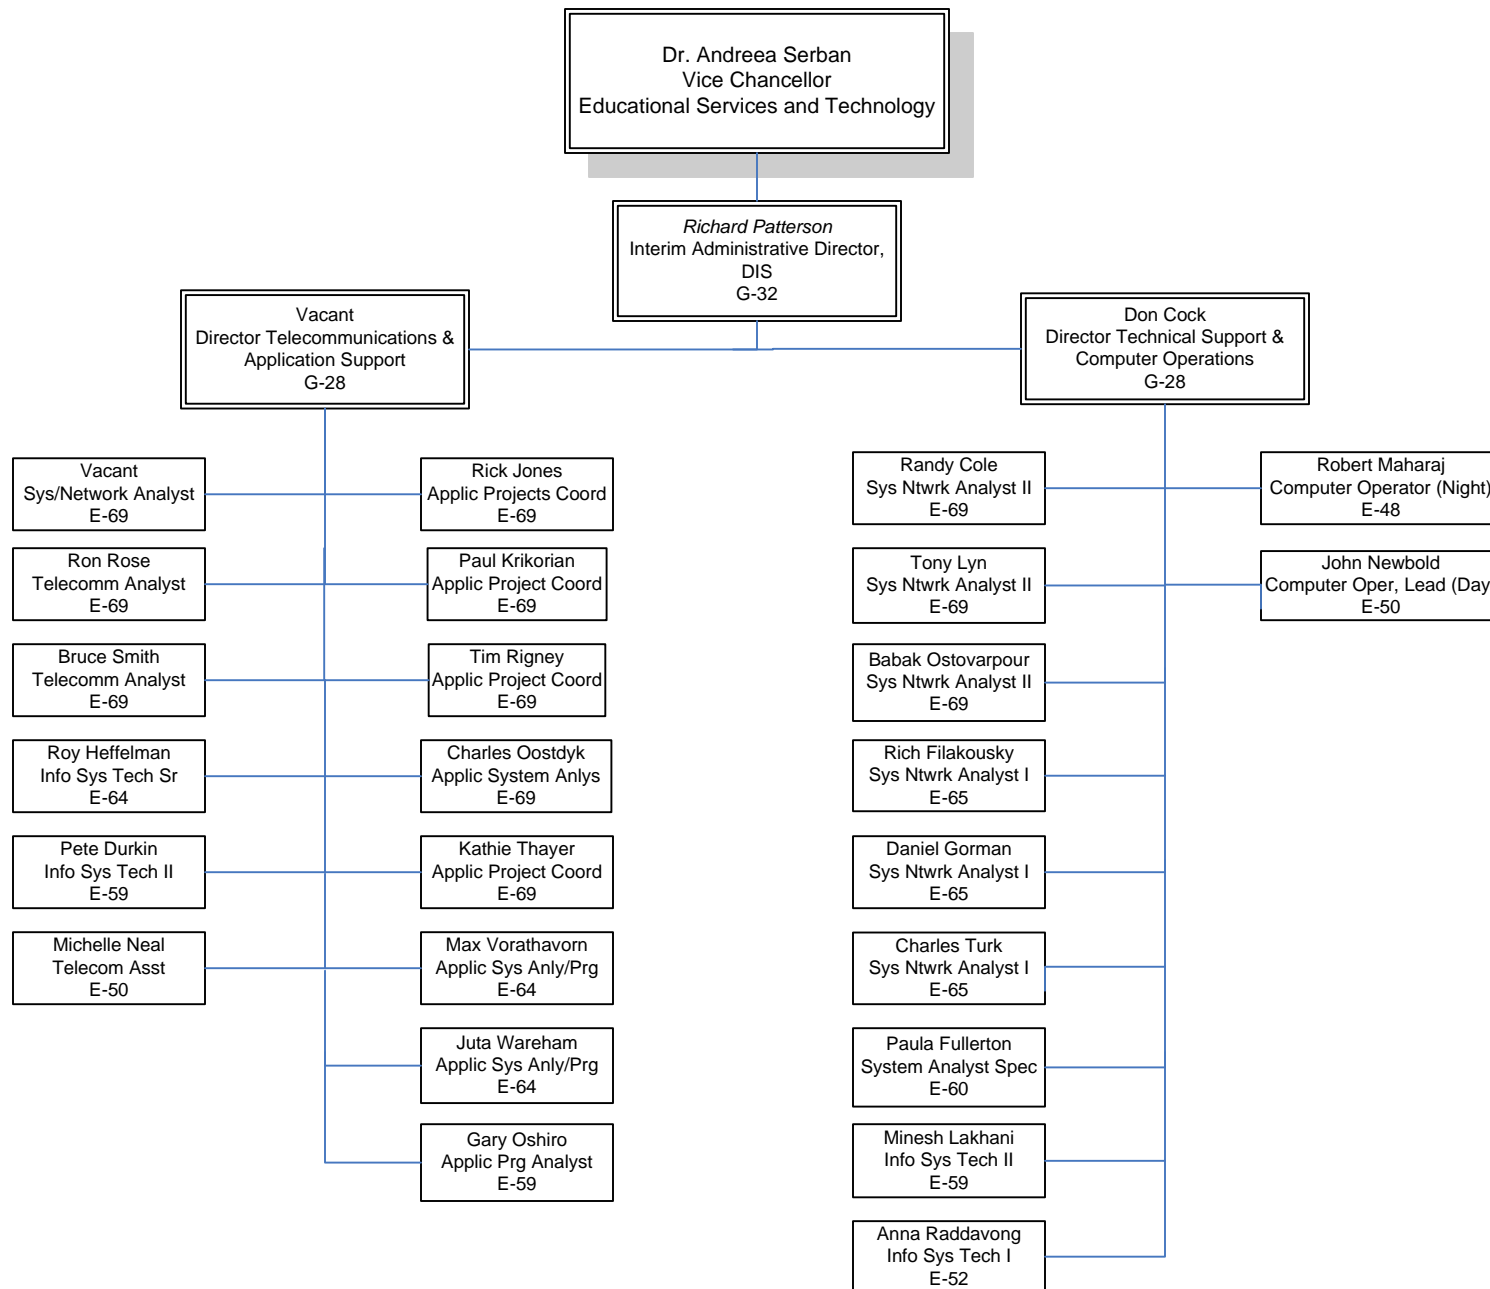 Dr. Andreea Serban
Vice Chancellor
Educational Services and Technology
Richard Patterson
Interim Administrative Director,
DIS
G-32
Vacant
Director Telecommunications &
Application Support
G-28
Don Cock
Director Technical Support &
Computer Operations
G-28
Vacant
Sys/Network Analyst
E-69
Ron Rose
Telecomm Analyst
E-69
Bruce Smith
Telecomm Analyst
E-69
Roy Heffelman
Info Sys Tech Sr
E-64
Pete Durkin
Info Sys Tech II
E-59
Michelle Neal
Telecom Asst
E-50
Rick Jones
Applic Projects Coord
E-69
Paul Krikorian
Applic Project Coord
E-69
Tim Rigney
Applic Project Coord
E-69
Charles Oostdyk
Applic System Anlys
E-69
Kathie Thayer
Applic Project Coord
E-69
Max Vorathavorn
Applic Sys Anly/Prg
E-64
Juta Wareham
Applic Sys Anly/Prg
E-64
Gary Oshiro
Applic Prg Analyst
E-59
Randy Cole
Sys Ntwrk Analyst II
E-69
Tony Lyn
Sys Ntwrk Analyst II
E-69
Babak Ostovarpour
Sys Ntwrk Analyst II
E-69
Rich Filakousky
Sys Ntwrk Analyst I
E-65
Daniel Gorman
Sys Ntwrk Analyst I
E-65
Charles Turk
Sys Ntwrk Analyst I
E-65
Paula Fullerton
System Analyst Spec
E-60
Minesh Lakhani
Info Sys Tech II
E-59
Anna Raddavong
Info Sys Tech I
E-52
Robert Maharaj
Computer Operator (Night)
E-48
John Newbold
Computer Oper, Lead (Day
E-50